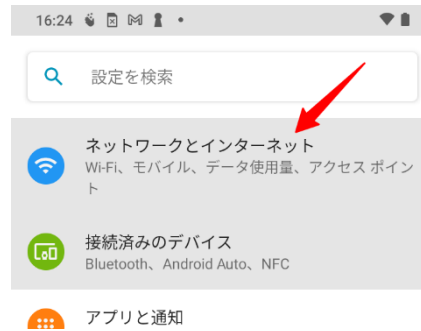 16:24
設定を検索
ネットワークとインターネット
Wi-Fi、モバイル、データ使用量、アクセス ポイン
ト
接続済みのデバイス
Bluetooth、Android Auto、NFC
アプリと通知